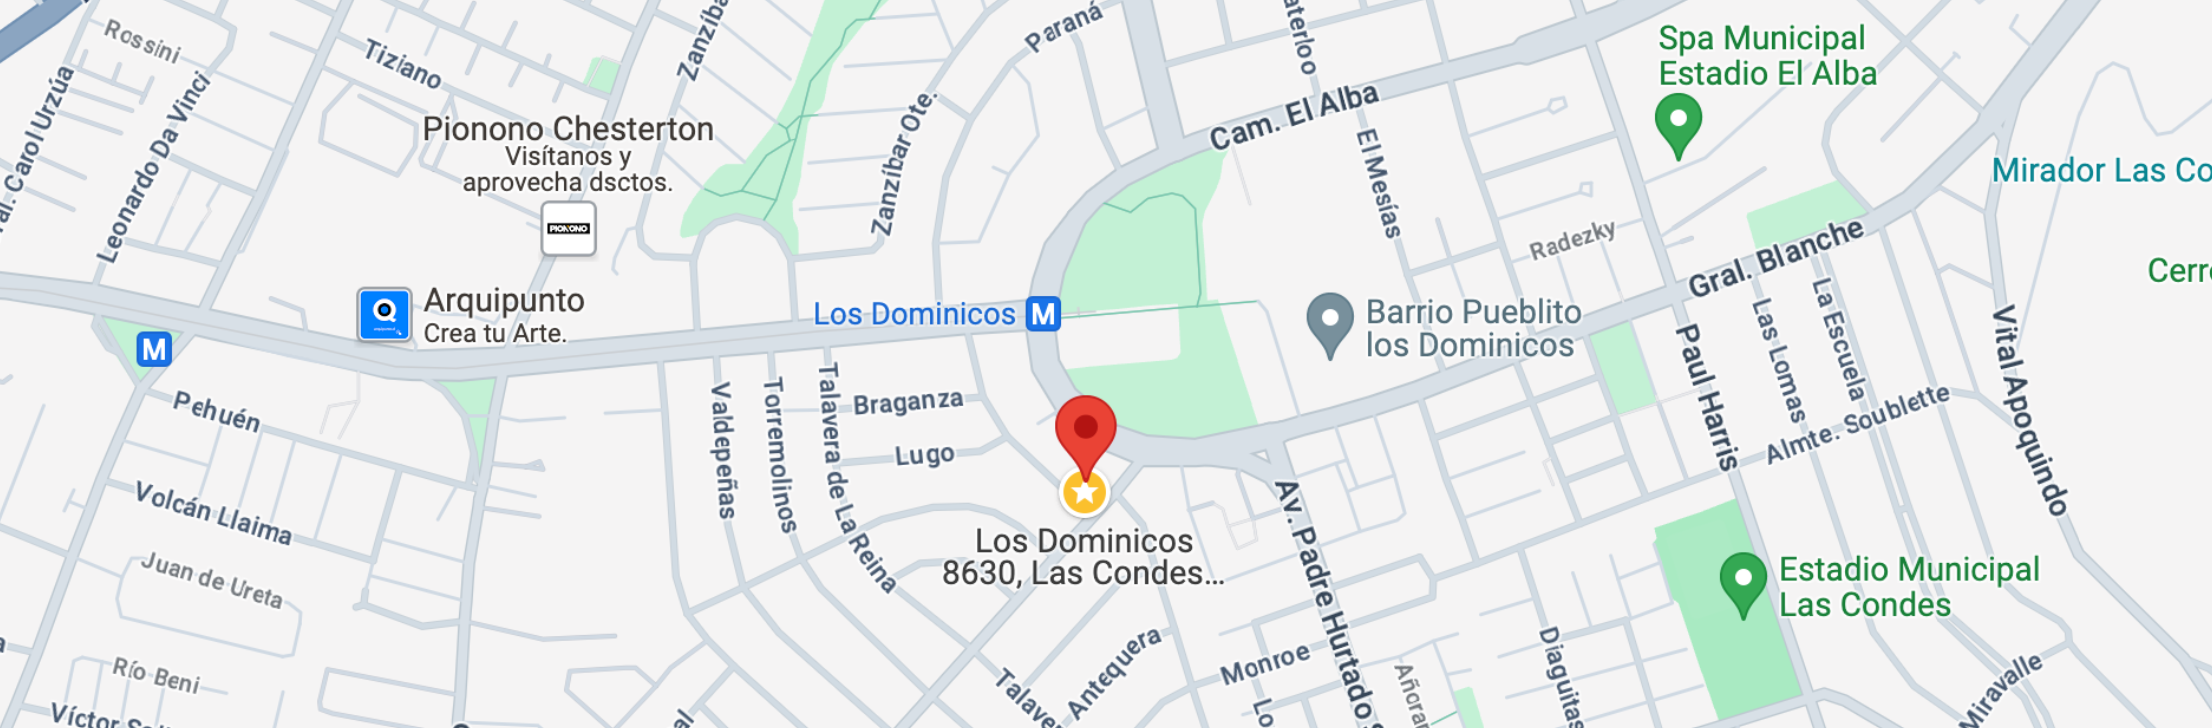 Rossini
Tiziano
Paraná
Spa Municipal
Estadio El Alba
Carol Urzúa
Leonardo Da Vinci
Pionono Chesterton
Visítanos y
aprovecha dsctos.
PIONONO
Zanzíbar Ote.
Cam. El Alba
El Mesías
Mirador Las Co
Radezky
Gral. Blanche
Cerr
Arquipunto
Crea tu Arte.
Los Dominicos
M
M
Barrio Pueblito
los Dominicos
Las Lomas
La Escuela
Vital Apoquindo
Paul Harris
Pehuén
Valdepeñas
Torremolinos
Talavera de La Reina
Braganza
Lugo
Almte. Soublette
Volcán Llaima
Juan de Ureta
Los Dominicos
8630, Las Condes...
Av. Padre Hurtado
Estadio Municipal
Las Condes
Río Beni
Antequera
Monroe
Diaguitas
Miravalle
Talave
Añora
Lo
Víctor